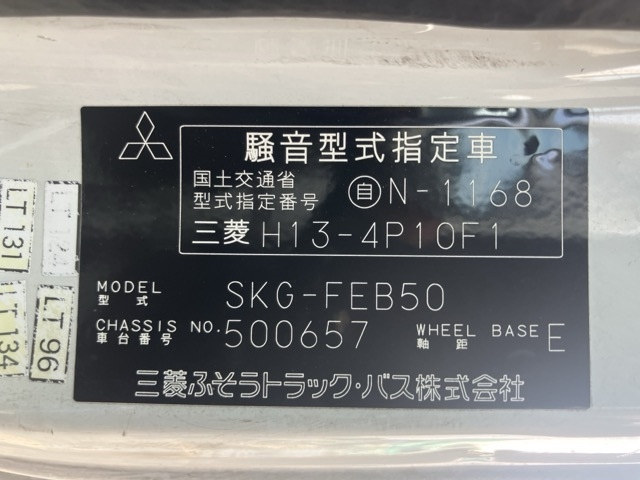 騒音型式指定車
国土交通省
型式指定番号 自N-1168
三菱 H13-4P10F1
MODEL
型式 SKG-FEB50
CHASSIS NO. 500657 WHEEL BASE E
車台番号 軸距
三菱ふそうトラック・バス株式会社
LT 131
LT 134
LT 96